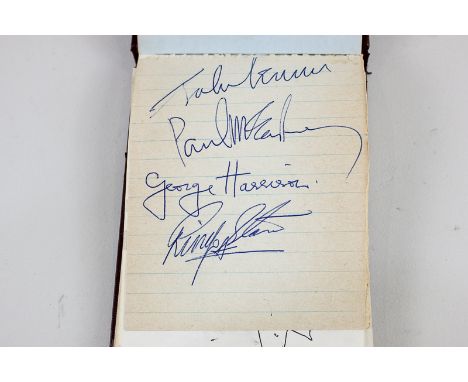 John Lennon
Paul McCartney
George Harrison.
Ringo Starr